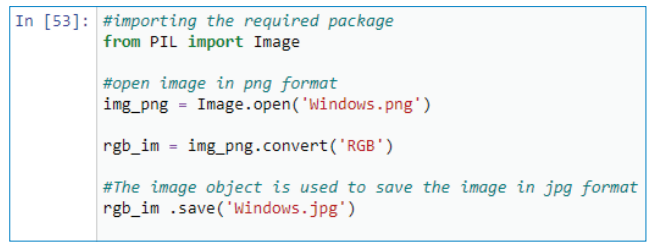 In [53]: #importing the required package
from PIL import Image
#open image in png format
img_png = Image.open('Windows.png')
rgb_im = img_png.convert('RGB')
#The image object is used to save the image in jpg format
rgb_im .save('Windows.jpg')